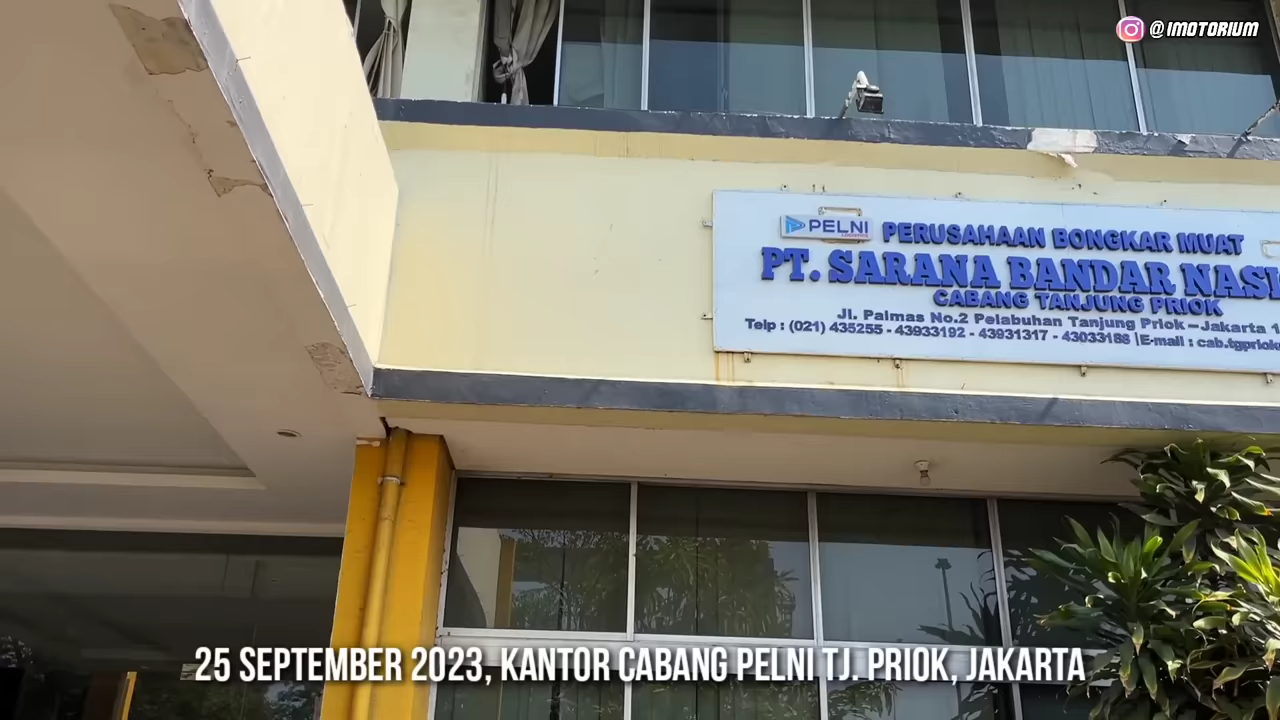 @ IMOTORIUM
PELNI
LOGISTICS
PERUSAHAAN BONGKAR MUAT
PT. SARANA BANDAR
CABANG TANJUNG PRIOK
Jl. Palmas No.2 Pelabuhan Tanjung Priok - Jakarta 1
Telp : (021) 435255 - 43933192 - 43931317 - 43033188 | E-mail : cab.tgpriok
25 SEPTEMBER 2023, KANTOR CABANG PELNI TJ. PRIOK, JAKARTA